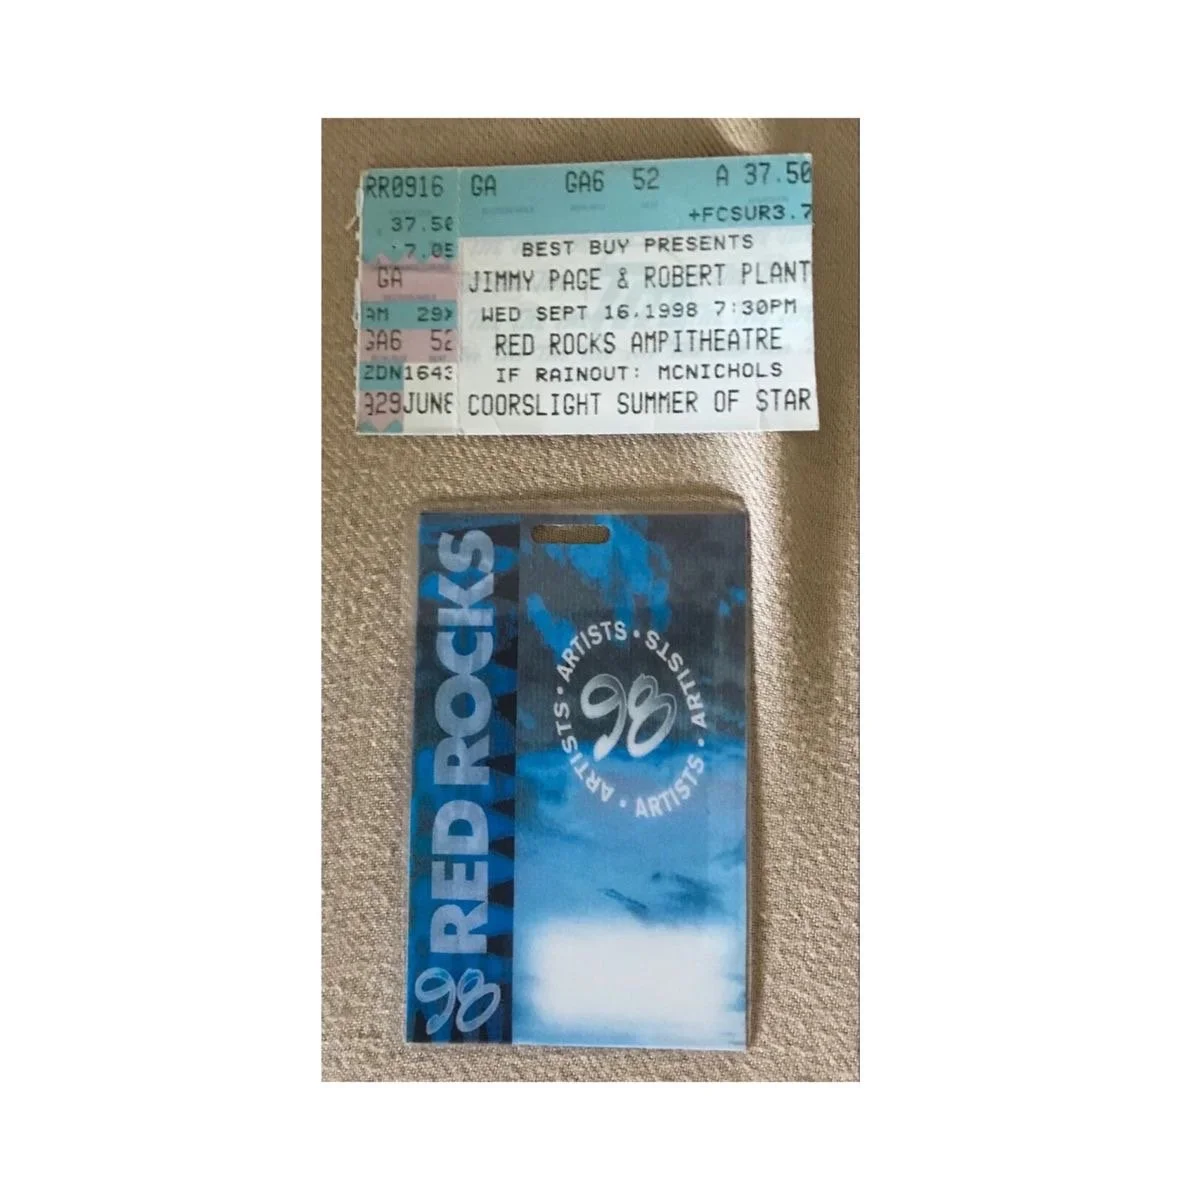 RR0916 GA GA6 52 A 37.50
37.50 +FCSUR3.7
7.05 BEST BUY PRESENTS
GA JIMMY PAGE & ROBERT PLANT
AM 29X WED SEPT 16.1998 7:30PM
GA6 52 RED ROCKS AMPITHEATRE
ZDN1643 IF RAINOUT: MCNICHOLS
A29JUN8 COORSLIGHT SUMMER OF STAR
98 RED ROCKS
ARTISTS • ARTISTS • ARTISTS • ARTISTS •
98